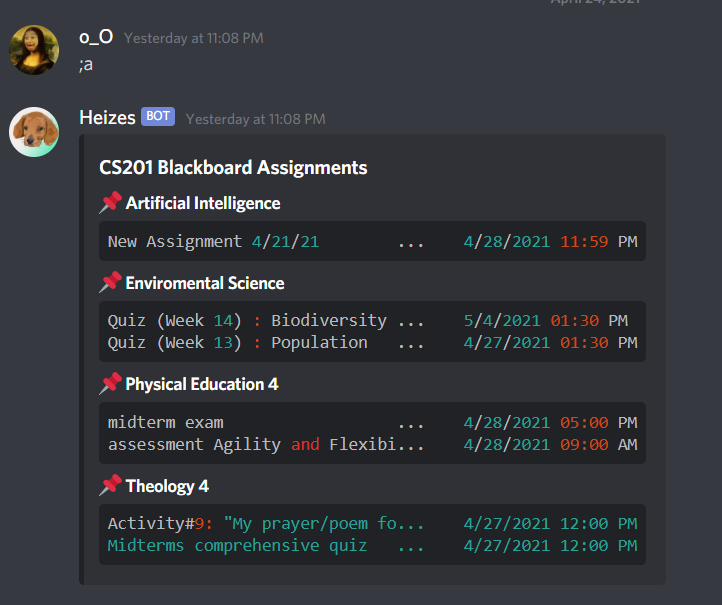 April 24, 2021
o_O Yesterday at 11:08 PM
;a
Heizes BOT Yesterday at 11:08 PM
CS201 Blackboard Assignments
Artificial Intelligence
New Assignment 4/21/21 ... 4/28/2021 11:59 PM
Enviromental Science
Quiz (Week 14) : Biodiversity ... 5/4/2021 01:30 PM
Quiz (Week 13) : Population ... 4/27/2021 01:30 PM
Physical Education 4
midterm exam ... 4/28/2021 05:00 PM
assessment Agility and Flexibi... 4/28/2021 09:00 AM
Theology 4
Activity#9: "My prayer/poem fo... 4/27/2021 12:00 PM
Midterms comprehensive quiz ... 4/27/2021 12:00 PM